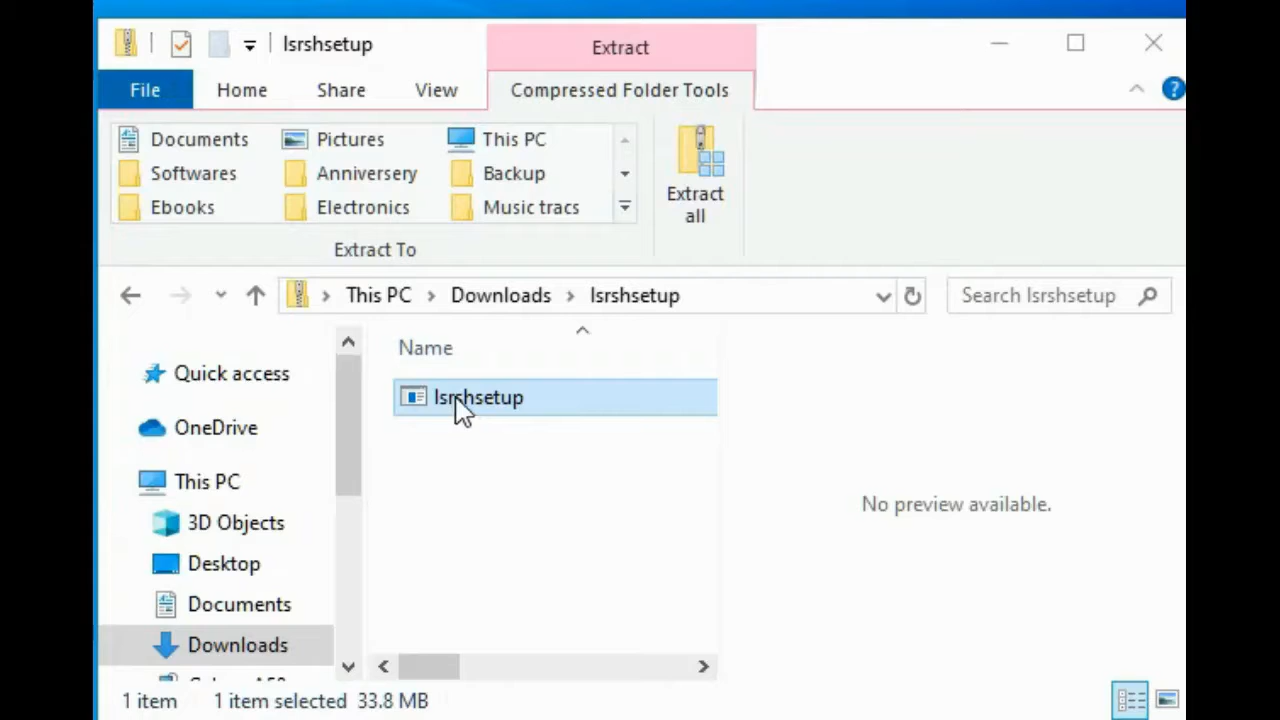 lsrshsetup
Extract
File
Home
Share
View
Compressed Folder Tools
Documents
Pictures
This PC
Softwares
Anniversery
Backup
Ebooks
Electronics
Music tracs
Extract all
Extract To
This PC > Downloads > lsrshsetup
Search lsrshsetup
Name
Quick access
OneDrive
This PC
3D Objects
Desktop
Documents
Downloads
lsrshsetup
No preview available.
1 item
1 item selected 33.8 MB